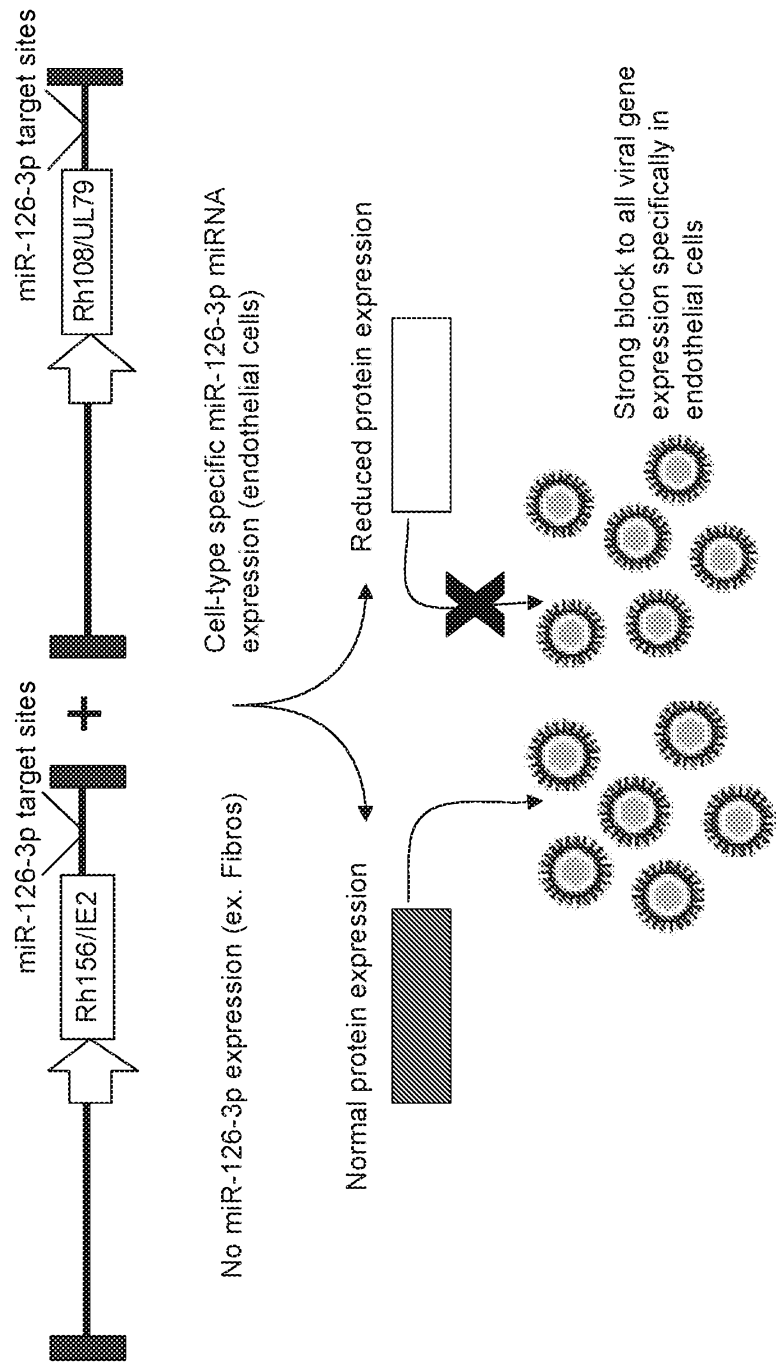 miR-126-3p target sites
miR-126-3p target sites
Rh156/IE2
+
Rh108/UL79
No miR-126-3p expression (ex. Fibros)
Cell-type specific miR-126-3p miRNA
expression (endothelial cells)
Normal protein expression
Reduced protein expression
Strong block to all viral gene
expression specifically in
endothelial cells